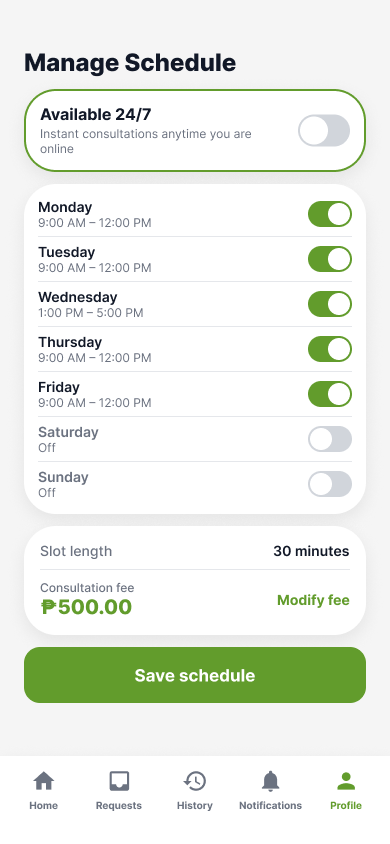 Manage Schedule
Available 24/7
Instant consultations anytime you are
online
Monday
9:00 AM – 12:00 PM
Tuesday
9:00 AM – 12:00 PM
Wednesday
1:00 PM – 5:00 PM
Thursday
9:00 AM – 12:00 PM
Friday
9:00 AM – 12:00 PM
Saturday
Off
Sunday
Off
Slot length 30 minutes
Consultation fee
₱500.00 Modify fee
Save schedule
Home Requests History Notifications Profile